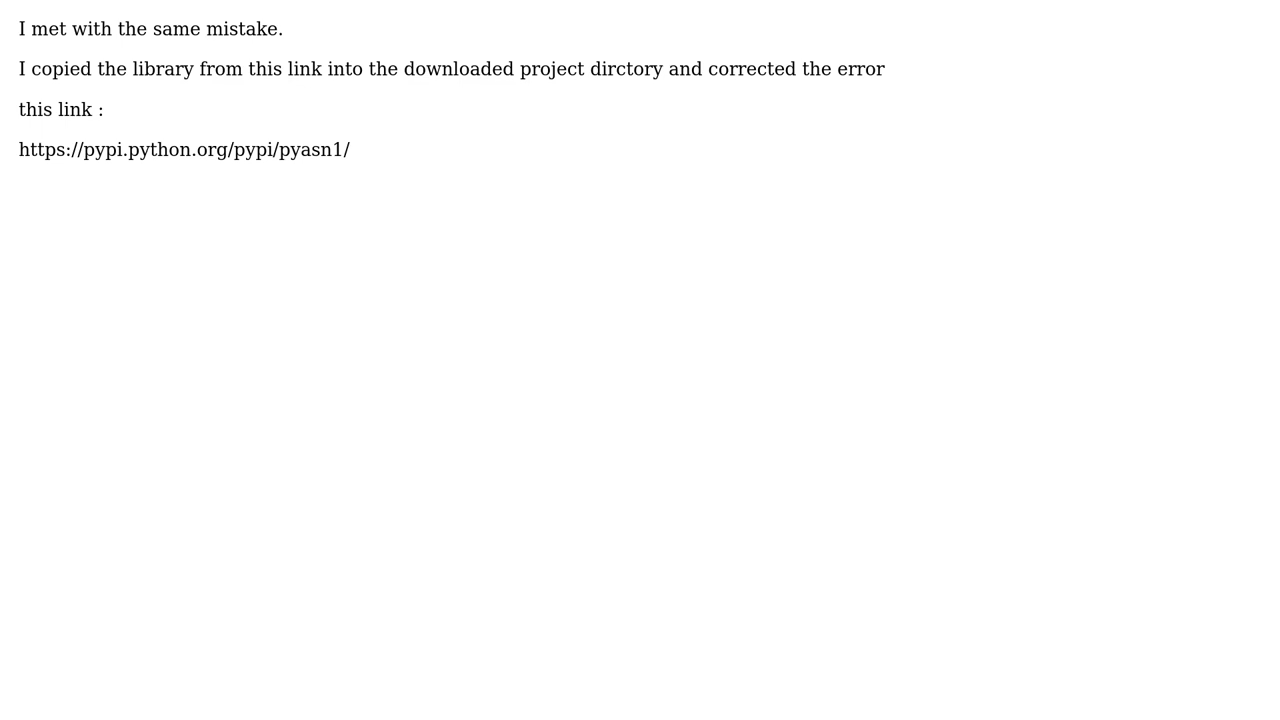 I met with the same mistake.
I copied the library from this link into the downloaded project dirctory and corrected the error
this link :
https://pypi.python.org/pypi/pyasn1/